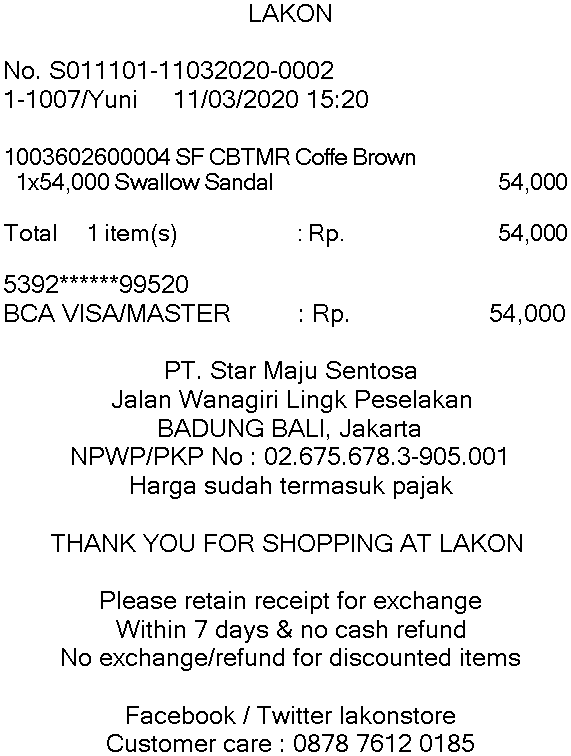 LAKON
No. S011101-11032020-0002
1-1007/Yuni 11/03/2020 15:20
1003602600004 SF CBTMR Coffe Brown
1x54,000 Swallow Sandal 54,000
Total 1 item(s) : Rp. 54,000
5392******99520
BCA VISA/MASTER : Rp. 54,000
PT. Star Maju Sentosa
Jalan Wanagiri Lingk Peselakan
BADUNG BALI, Jakarta
NPWP/PKP No : 02.675.678.3-905.001
Harga sudah termasuk pajak
THANK YOU FOR SHOPPING AT LAKON
Please retain receipt for exchange
Within 7 days & no cash refund
No exchange/refund for discounted items
Facebook / Twitter lakonstore
Customer care : 0878 7612 0185